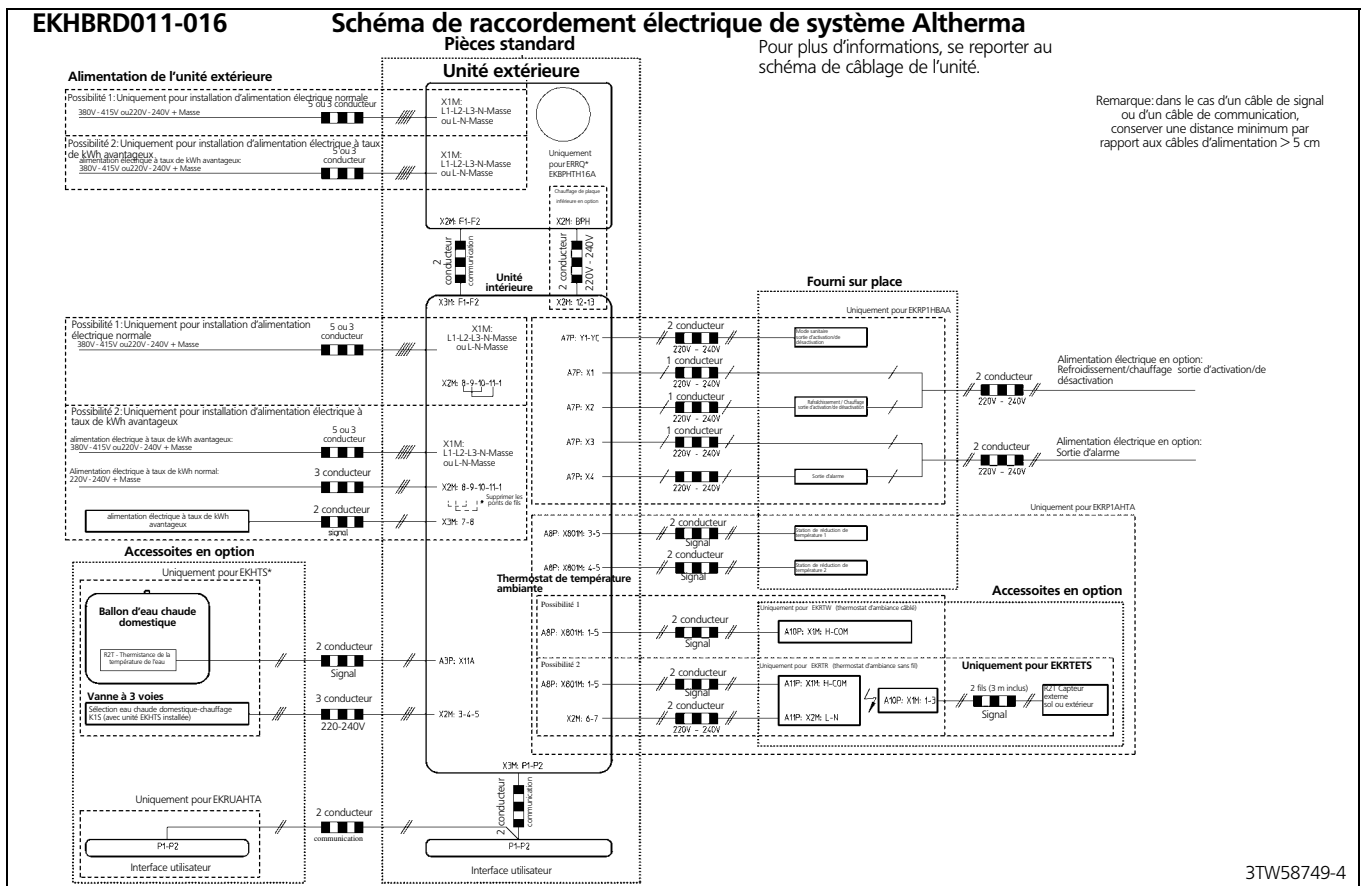 EKHBRD011-016
Schéma de raccordement électrique de système Altherma
Pièces standard
Pour plus d'informations, se reporter au
schéma de câblage de l'unité.
Remarque: dans le cas d'un câble de signal
ou d'un câble de communication,
conserver une distance minimum par
rapport aux câbles d'alimentation > 5 cm
Alimentation de l'unité extérieure
Unité extérieure
Possibilité 1: Uniquement pour installation d'alimentation électrique normale
380V - 415V ou220V - 240V + Masse
5 ou 3 conducteur
X1M:
L1-L2-L3-N-Masse
ou L-N-Masse
Possibilité 2: Uniquement pour installation d'alimentation électrique à taux
de kWh avantageux
alimentation électrique à taux de kWh avantageux:
380V - 415V ou220V - 240V + Masse
5 ou 3
conducteur
X1M:
L1-L2-L3-N-Masse
ou L-N-Masse
Uniquement
pour ERRQ*
EKBPHTH16A
Chauffage de plaque
inférieure en option
X2M: F1-F2
X2M: BPH
2
conducteur
communication
2 conducteur
220V - 240V
Unité
intérieure
X3M: F1-F2
X2M: 12-13
Possibilité 1: Uniquement pour installation d'alimentation
électrique normale
380V - 415V ou220V - 240V + Masse
5 ou 3
conducteur
X1M:
L1-L2-L3-N-Masse
ou L-N-Masse
X2M: 8-9-10-11-1
Possibilité 2: Uniquement pour installation d'alimentation électrique à
taux de kWh avantageux
alimentation électrique à taux de kWh avantageux:
380V - 415V ou220V - 240V + Masse
5 ou 3
conducteur
X1M:
L1-L2-L3-N-Masse
ou L-N-Masse
Alimentation électrique à taux de kWh normal:
220V - 240V + Masse
3 conducteur
X2M: 8-9-10-11-1
* Supprimer les
ponts de fils
alimentation électrique à taux de kWh
avantageux
2 conducteur
signal
X3M: 7-8
Fourni sur place
Uniquement pour EKRP1HBAA
A7P: Y1-YC
2 conducteur
220V - 240V
Mode sanitaire
sortie d'activation/de
désactivation
A7P: X1
1 conducteur
220V - 240V
A7P: X2
1 conducteur
220V - 240V
Rafraîchissement / Chauffage
sortie d'activation/de désactivation
2 conducteur
220V - 240V
Alimentation électrique en option:
Refroidissement/chauffage sortie d'activation/de
désactivation
A7P: X3
1 conducteur
220V - 240V
A7P: X4
220V - 240V
Sortie d'alarme
2 conducteur
220V - 240V
Alimentation électrique en option:
Sortie d'alarme
Uniquement pour EKRP1AHTA
A8P: X801M: 3-5
2 conducteur
Signal
Station de réduction de
température 1
A8P: X801M: 4-5
2 conducteur
Signal
Station de réduction de
température 2
Thermostat de température
ambiante
Accessoites en option
Possibilité 1
Uniquement pour EKRTW (thermostat d'ambiance câblé)
A8P: X801M: 1-5
2 conducteur
Signal
A10P: X1M: H-COM
Possibilité 2
Uniquement pour EKRTR (thermostat d'ambiance sans fil)
Uniquement pour EKRTETS
A8P: X801M: 1-5
2 conducteur
Signal
A11P: X1M: H-COM
A10P: X1M: 1-3
2 fils (3 m inclus)
Signal
R2T Capteur
externe
sol ou extérieur
X2M: 6-7
2 conducteur
220V - 240V
A11P: X2M: L-N
Accessoites en option
Uniquement pour EKHTS*
Ballon d'eau chaude
domestique
R2T - Thermistance de la
température de l'eau
2 conducteur
Signal
A3P: X11A
Vanne à 3 voies
Sélection eau chaude domestique-chauffage
K1S (avec unité EKHTS installée)
3 conducteur
220-240V
X2M: 3-4-5
X3M: P1-P2
2 conducteur
communication
Uniquement pour EKRUAHTA
2 conducteur
communication
P1-P2
Interface utilisateur
P1-P2
Interface utilisateur
3TW58749-4